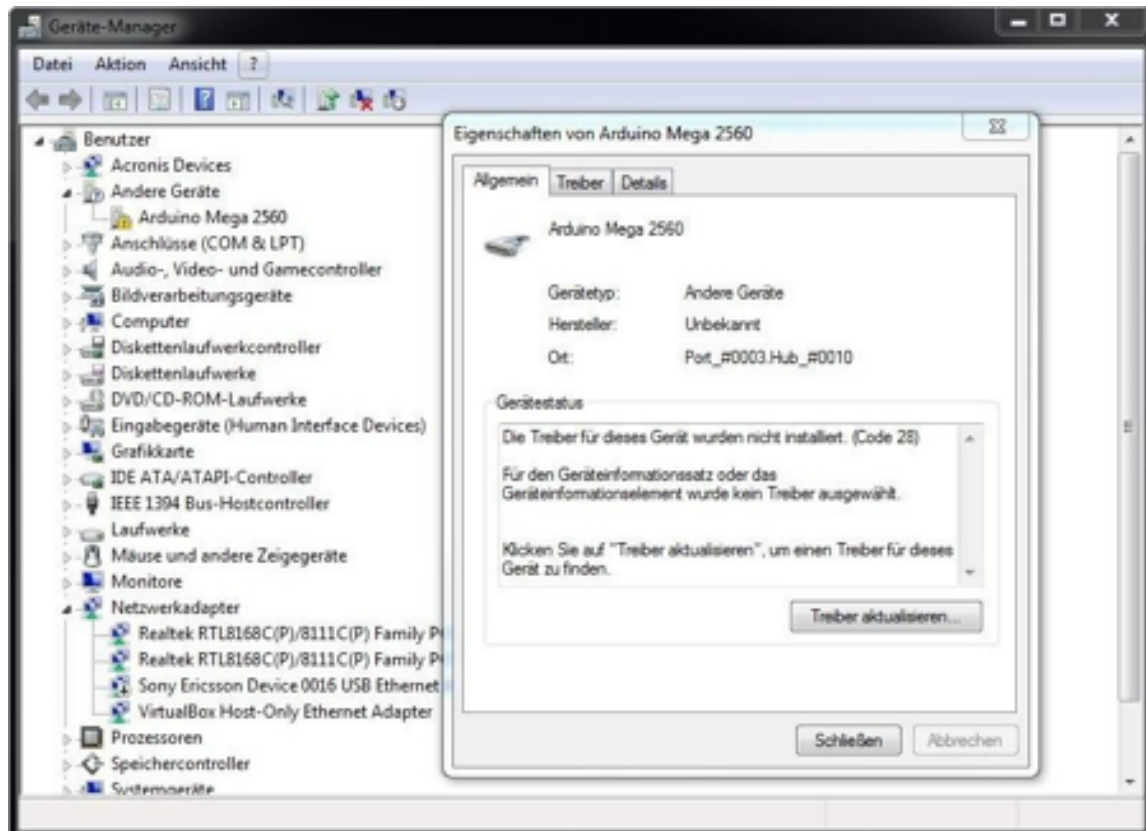 Geräte-Manager
Datei Aktion Ansicht ?
Benutzer
Acronis Devices
Andere Geräte
Arduino Mega 2560
Anschlüsse (COM & LPT)
Audio-, Video- und Gamecontroller
Bildverarbeitungsgeräte
Computer
Diskettenlaufwerkcontroller
Diskettenlaufwerke
DVD/CD-ROM-Laufwerke
Eingabegeräte (Human Interface Devices)
Grafikkarte
IDE ATA/ATAPI-Controller
IEEE 1394 Bus-Hostcontroller
Laufwerke
Mäuse und andere Zeigegeräte
Monitore
Netzwerkadapter
Realtek RTL8168C(P)/8111C(P) Family
Realtek RTL8168C(P)/8111C(P) Family
Sony Ericsson Device 0016 USB Ethernet
VirtualBox Host-Only Ethernet Adapter
Prozessoren
Speichercontroller
Systemgeräte
Eigenschaften von Arduino Mega 2560
Allgemein Treiber Details
Arduino Mega 2560
Gerätetyp: Andere Geräte
Hersteller: Unbekannt
Ort: Port_#0003.Hub_#0010
Gerätestatus
Die Treiber für dieses Gerät wurden nicht installiert. (Code 28)
Für den Geräteinformationssatz oder das
Geräteinformationselement wurde kein Treiber ausgewählt.
Klicken Sie auf "Treiber aktualisieren", um einen Treiber für dieses
Gerät zu finden.
Treiber aktualisieren...
Schließen Abbrechen